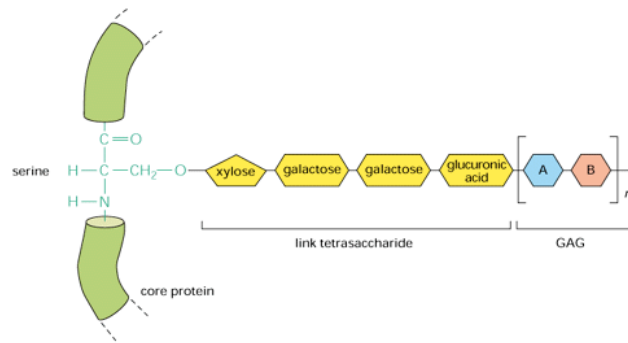 C=O
serine
H—C—CH₂—O
xylose
galactose
galactose
glucuronic
acid
A
B
n
H—N
link tetrasaccharide
GAG
core protein